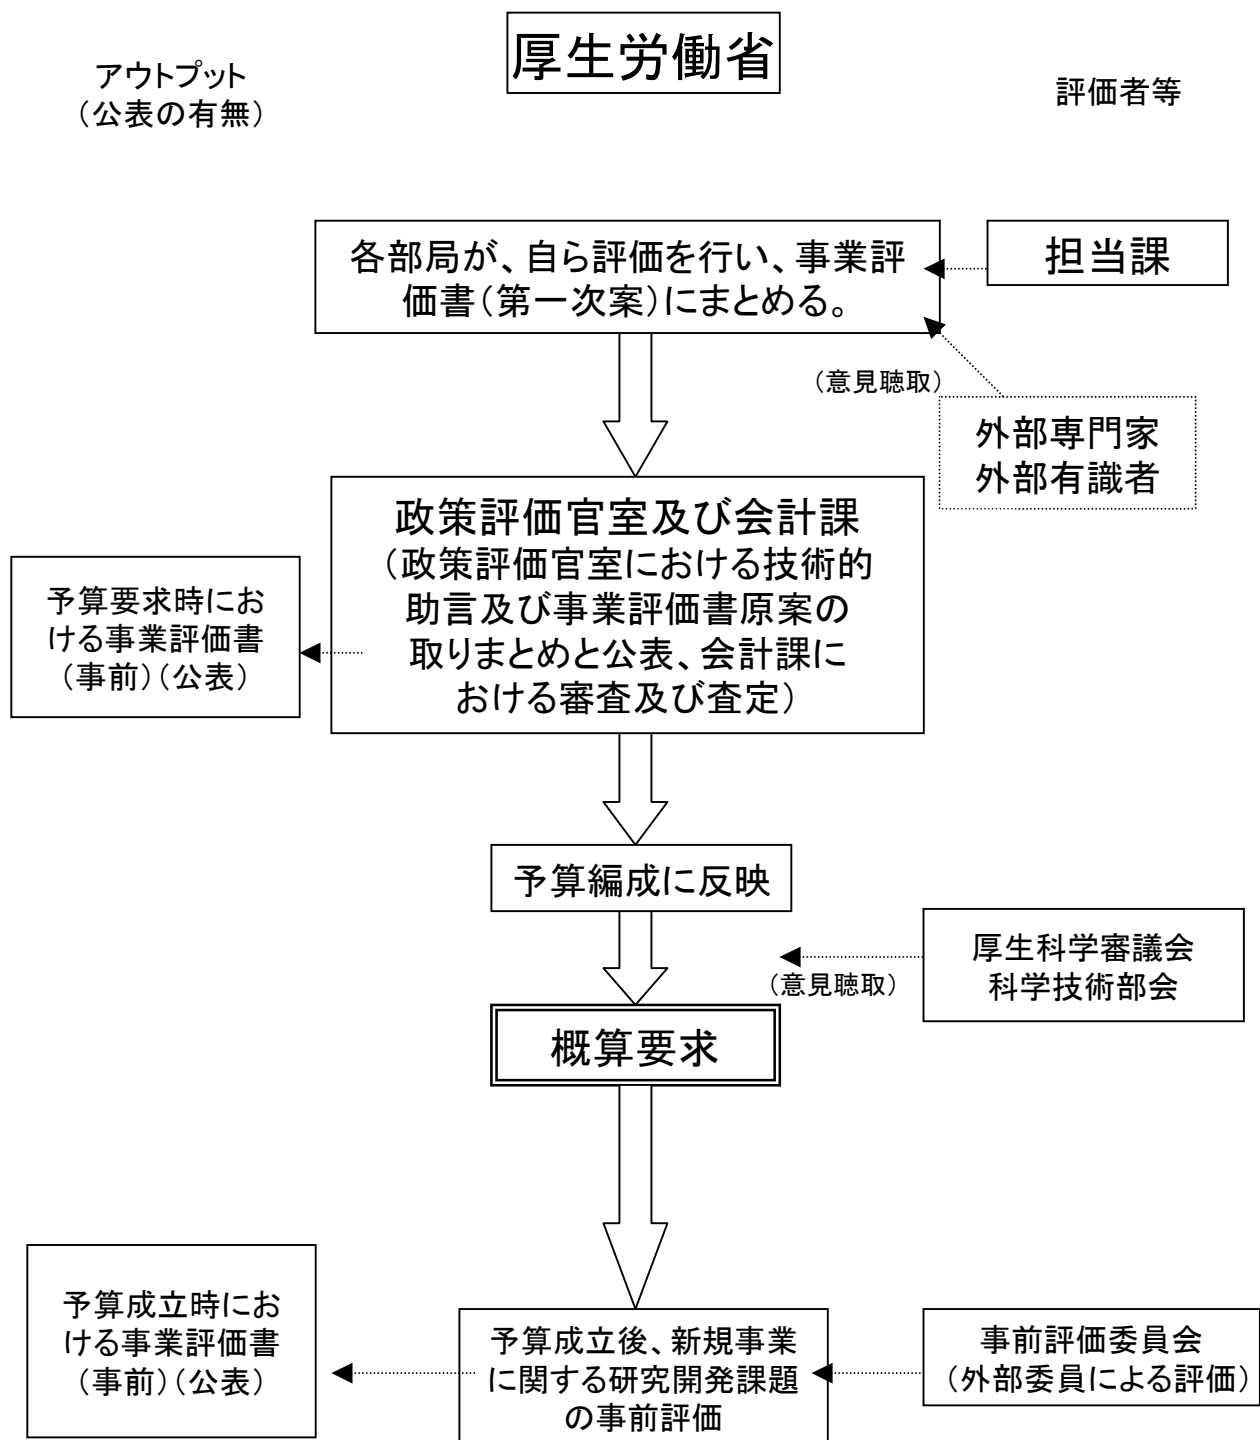 厚生労働省
アウトプット
（公表の有無）
評価者等
各部局が、自ら評価を行い、事業評
価書（第一次案）にまとめる。
担当課
（意見聴取）
外部専門家
外部有識者
政策評価官室及び会計課
（政策評価官室における技術的
助言及び事業評価書原案の
取りまとめと公表、会計課に
おける審査及び査定）
予算要求時にお
ける事業評価書
（事前）（公表）
予算編成に反映
厚生科学審議会
科学技術部会
（意見聴取）
概算要求
予算成立時にお
ける事業評価書
（事前）（公表）
予算成立後、新規事業
に関する研究開発課題
の事前評価
事前評価委員会
（外部委員による評価）